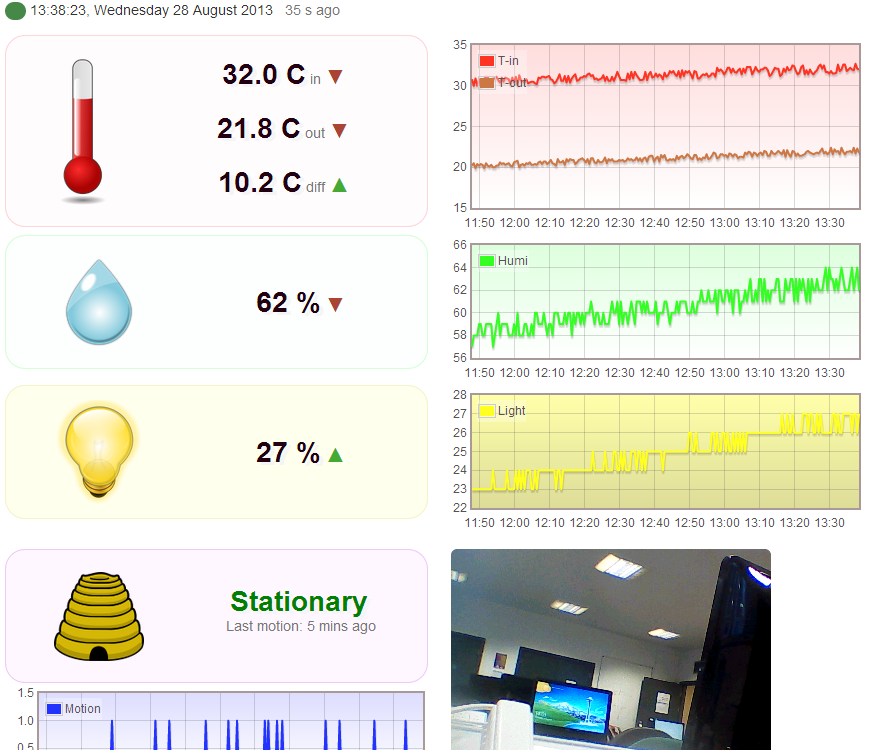 13:38:23, Wednesday 28 August 2013 35 s ago
32.0 C in ▼
21.8 C out ▼
10.2 C diff ▲
35
30
25
20
15
T-in
T-out
11:50 12:00 12:10 12:20 12:30 12:40 12:50 13:00 13:10 13:20 13:30
62 % ▼
66
64
62
60
58
56
Humi
11:50 12:00 12:10 12:20 12:30 12:40 12:50 13:00 13:10 13:20 13:30
27 % ▲
28
27
26
25
24
23
22
Light
11:50 12:00 12:10 12:20 12:30 12:40 12:50 13:00 13:10 13:20 13:30
Stationary
Last motion: 5 mins ago
1.5
1.0
0.5
Motion